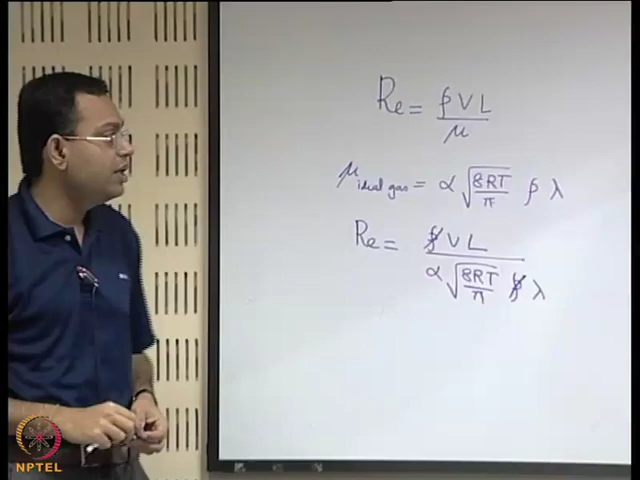 Re = ρVL / μ
μ ideal gas = α √(8RT/π) ρ λ
Re = ρVL / α √(8RT/π) ρ λ
NPTEL